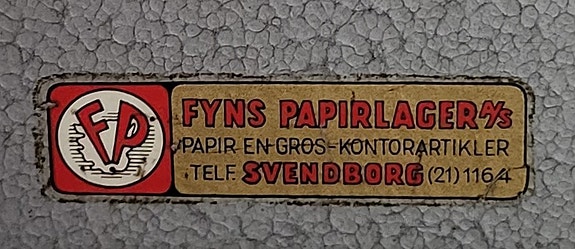 FP
FYNS PAPIRLAGER A/S
PAPIR EN GROS-KONTORARTIKLER
TELF. SVENDBORG (21) 1164